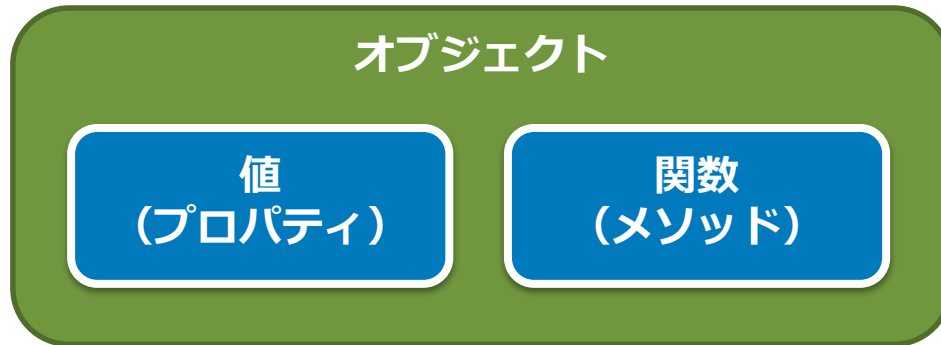 オブジェクト
値
（プロパティ）
関数
（メソッド）